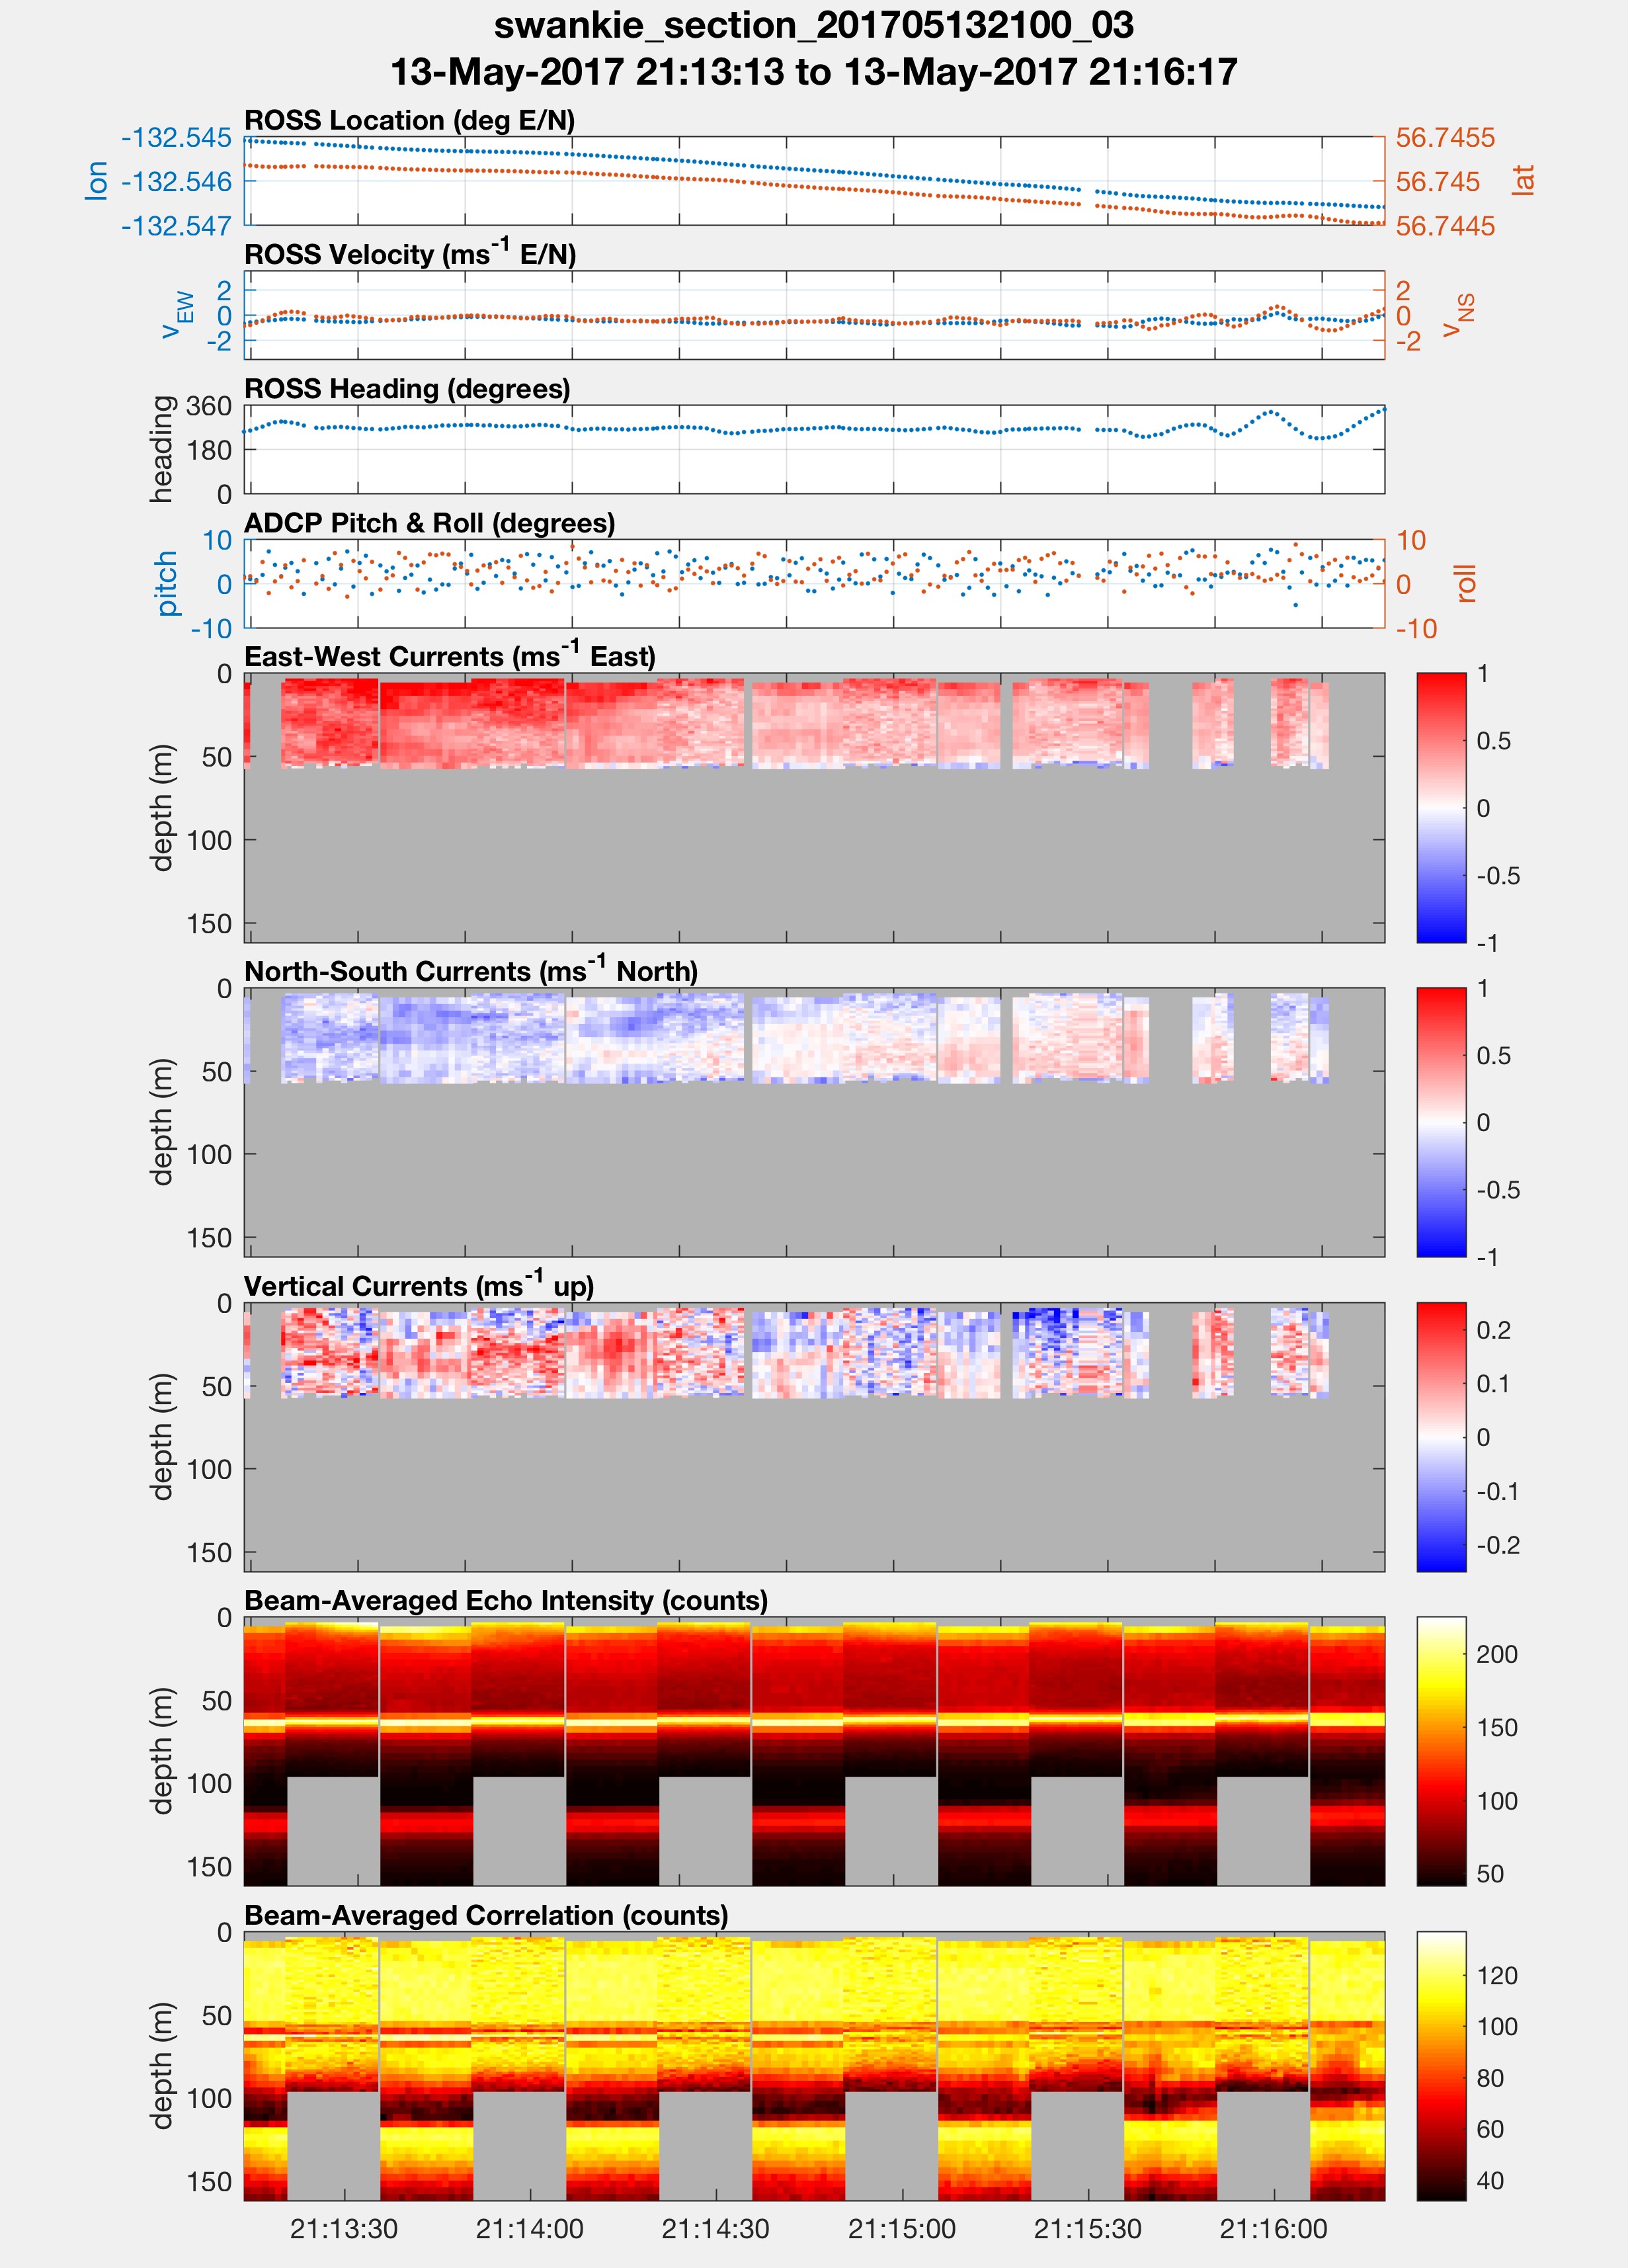 swankie_section_201705132100_03
13-May-2017 21:13:13 to 13-May-2017 21:16:17
ROSS Location (deg E/N)
-132.545
-132.546
-132.547
lon
56.7455
56.745
56.7445
lat
ROSS Velocity (ms-1 E/N)
2
0
-2
vEW
2
0
-2
vNS
ROSS Heading (degrees)
360
180
0
heading
ADCP Pitch & Roll (degrees)
10
0
-10
pitch
10
0
-10
roll
East-West Currents (ms-1 East)
0
50
100
150
depth (m)
1
0.5
0
-0.5
-1
North-South Currents (ms-1 North)
0
50
100
150
depth (m)
1
0.5
0
-0.5
-1
Vertical Currents (ms-1 up)
0
50
100
150
depth (m)
0.2
0.1
0
-0.1
-0.2
Beam-Averaged Echo Intensity (counts)
0
50
100
150
depth (m)
200
150
100
50
Beam-Averaged Correlation (counts)
0
50
100
150
depth (m)
120
100
80
60
40
21:13:30 21:14:00 21:14:30 21:15:00 21:15:30 21:16:00